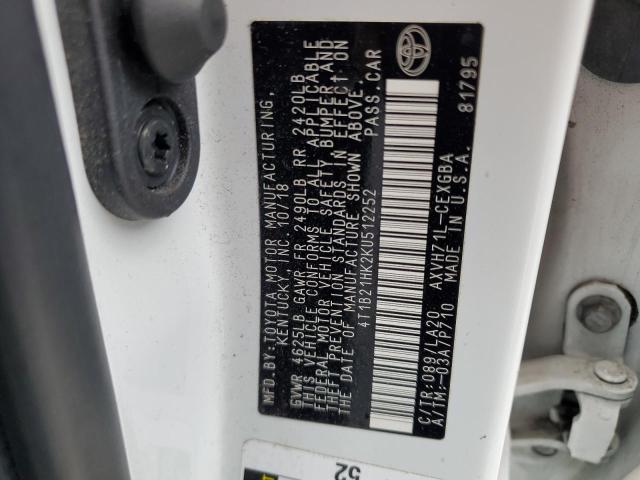 MFD.BY:TOYOTA MOTOR MANUFACTURING,
KENTUCKY, INC. 10/18
GVWR 4625LB GAWR FR 2490LB RR 2420LB
THIS VEHICLE CONFORMS TO ALL APPLICABLE
FEDERAL MOTOR VEHICLE SAFETY, BUMPER, AND
THEFT PREVENTION STANDARDS IN EFFECT ON
THE DATE OF MANUFACTURE SHOWN ABOVE.
4T1B21HK2KU512252 PASS.CAR
C/TR:089/LA20 AXVH71L-CEXGBA
A/TM:-03A/P710 MADE IN U.S.A.
81795
52